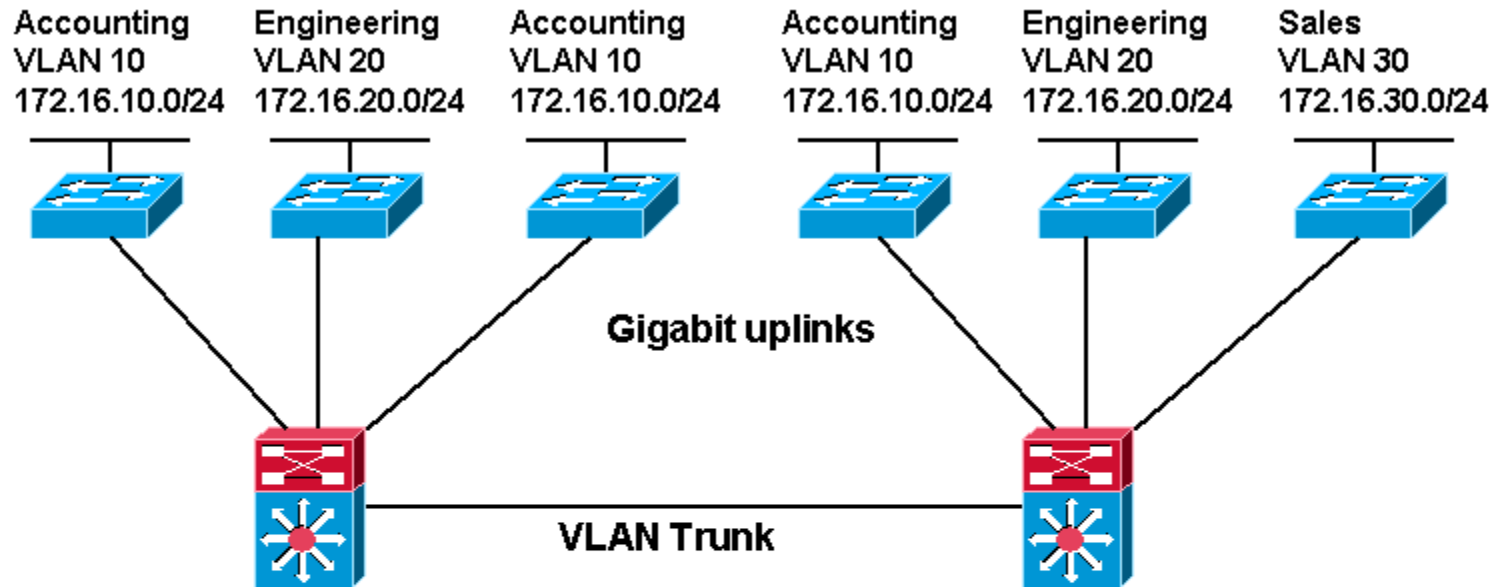 Accounting
VLAN 10
172.16.10.0/24
Engineering
VLAN 20
172.16.20.0/24
Accounting
VLAN 10
172.16.10.0/24
Accounting
VLAN 10
172.16.10.0/24
Engineering
VLAN 20
172.16.20.0/24
Sales
VLAN 30
172.16.30.0/24
Gigabit uplinks
VLAN Trunk